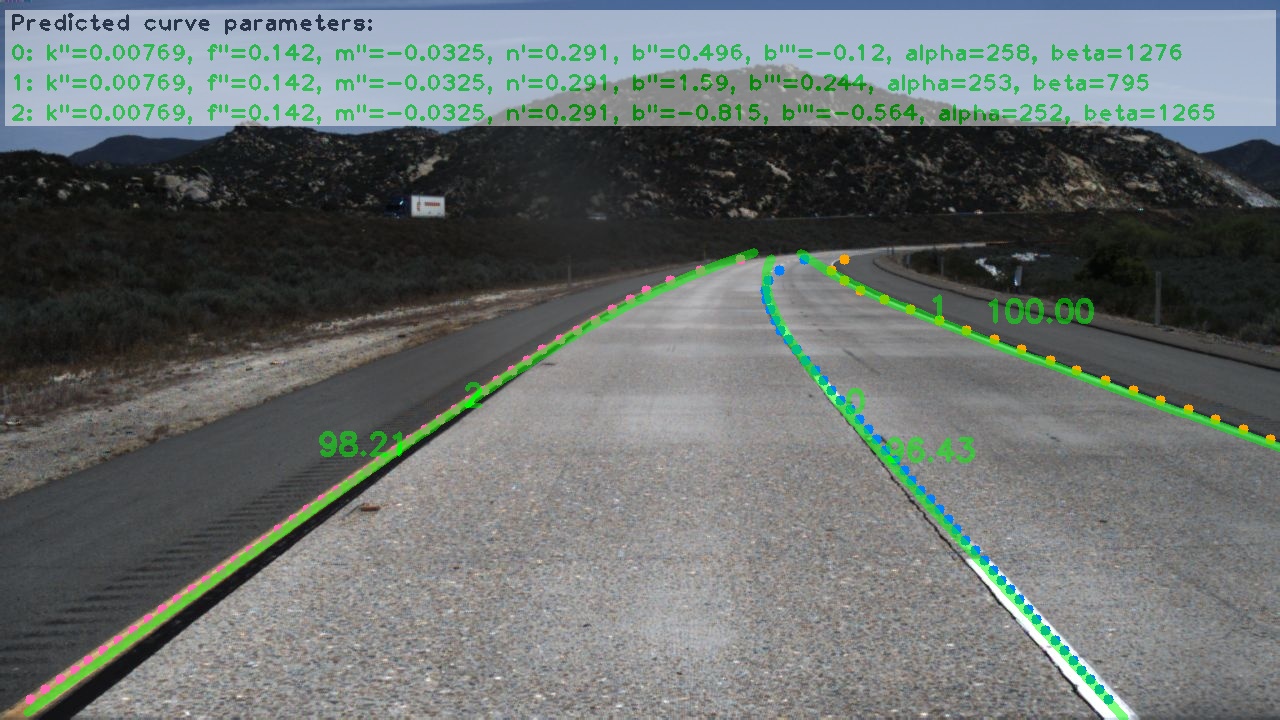 Predicted curve parameters:
0: k''=0.00769, f''=0.142, m''=-0.0325, n'=0.291, b''=0.496, b'''=-0.12, alpha=258, beta=1276
1: k''=0.00769, f''=0.142, m''=-0.0325, n'=0.291, b''=1.59, b'''=0.244, alpha=253, beta=795
2: k''=0.00769, f''=0.142, m''=-0.0325, n'=0.291, b''=-0.815, b'''=-0.564, alpha=252, beta=1265
1 100.00
2 0
98.21 96.43